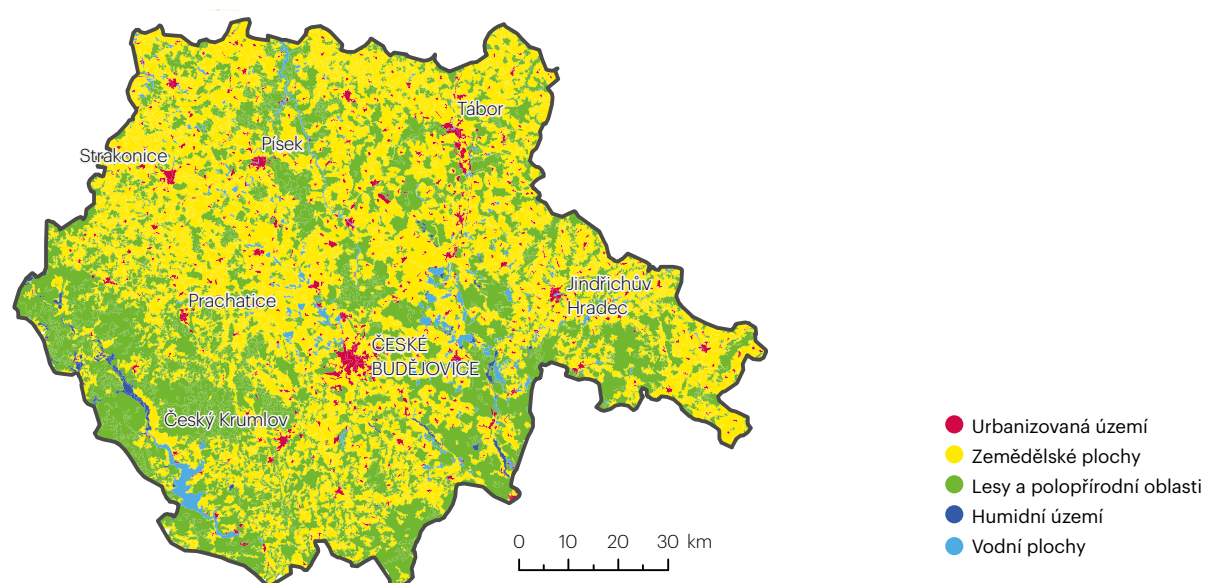 Tábor
Písek
Strakonice
Jindřichův
Hradec
Prachatice
ČESKÉ
BUDĚJOVICE
Český Krumlov
Urbanizovaná území
Zemědělské plochy
Lesy a polopřírodní oblasti
Humidní území
Vodní plochy
0 10 20 30 km